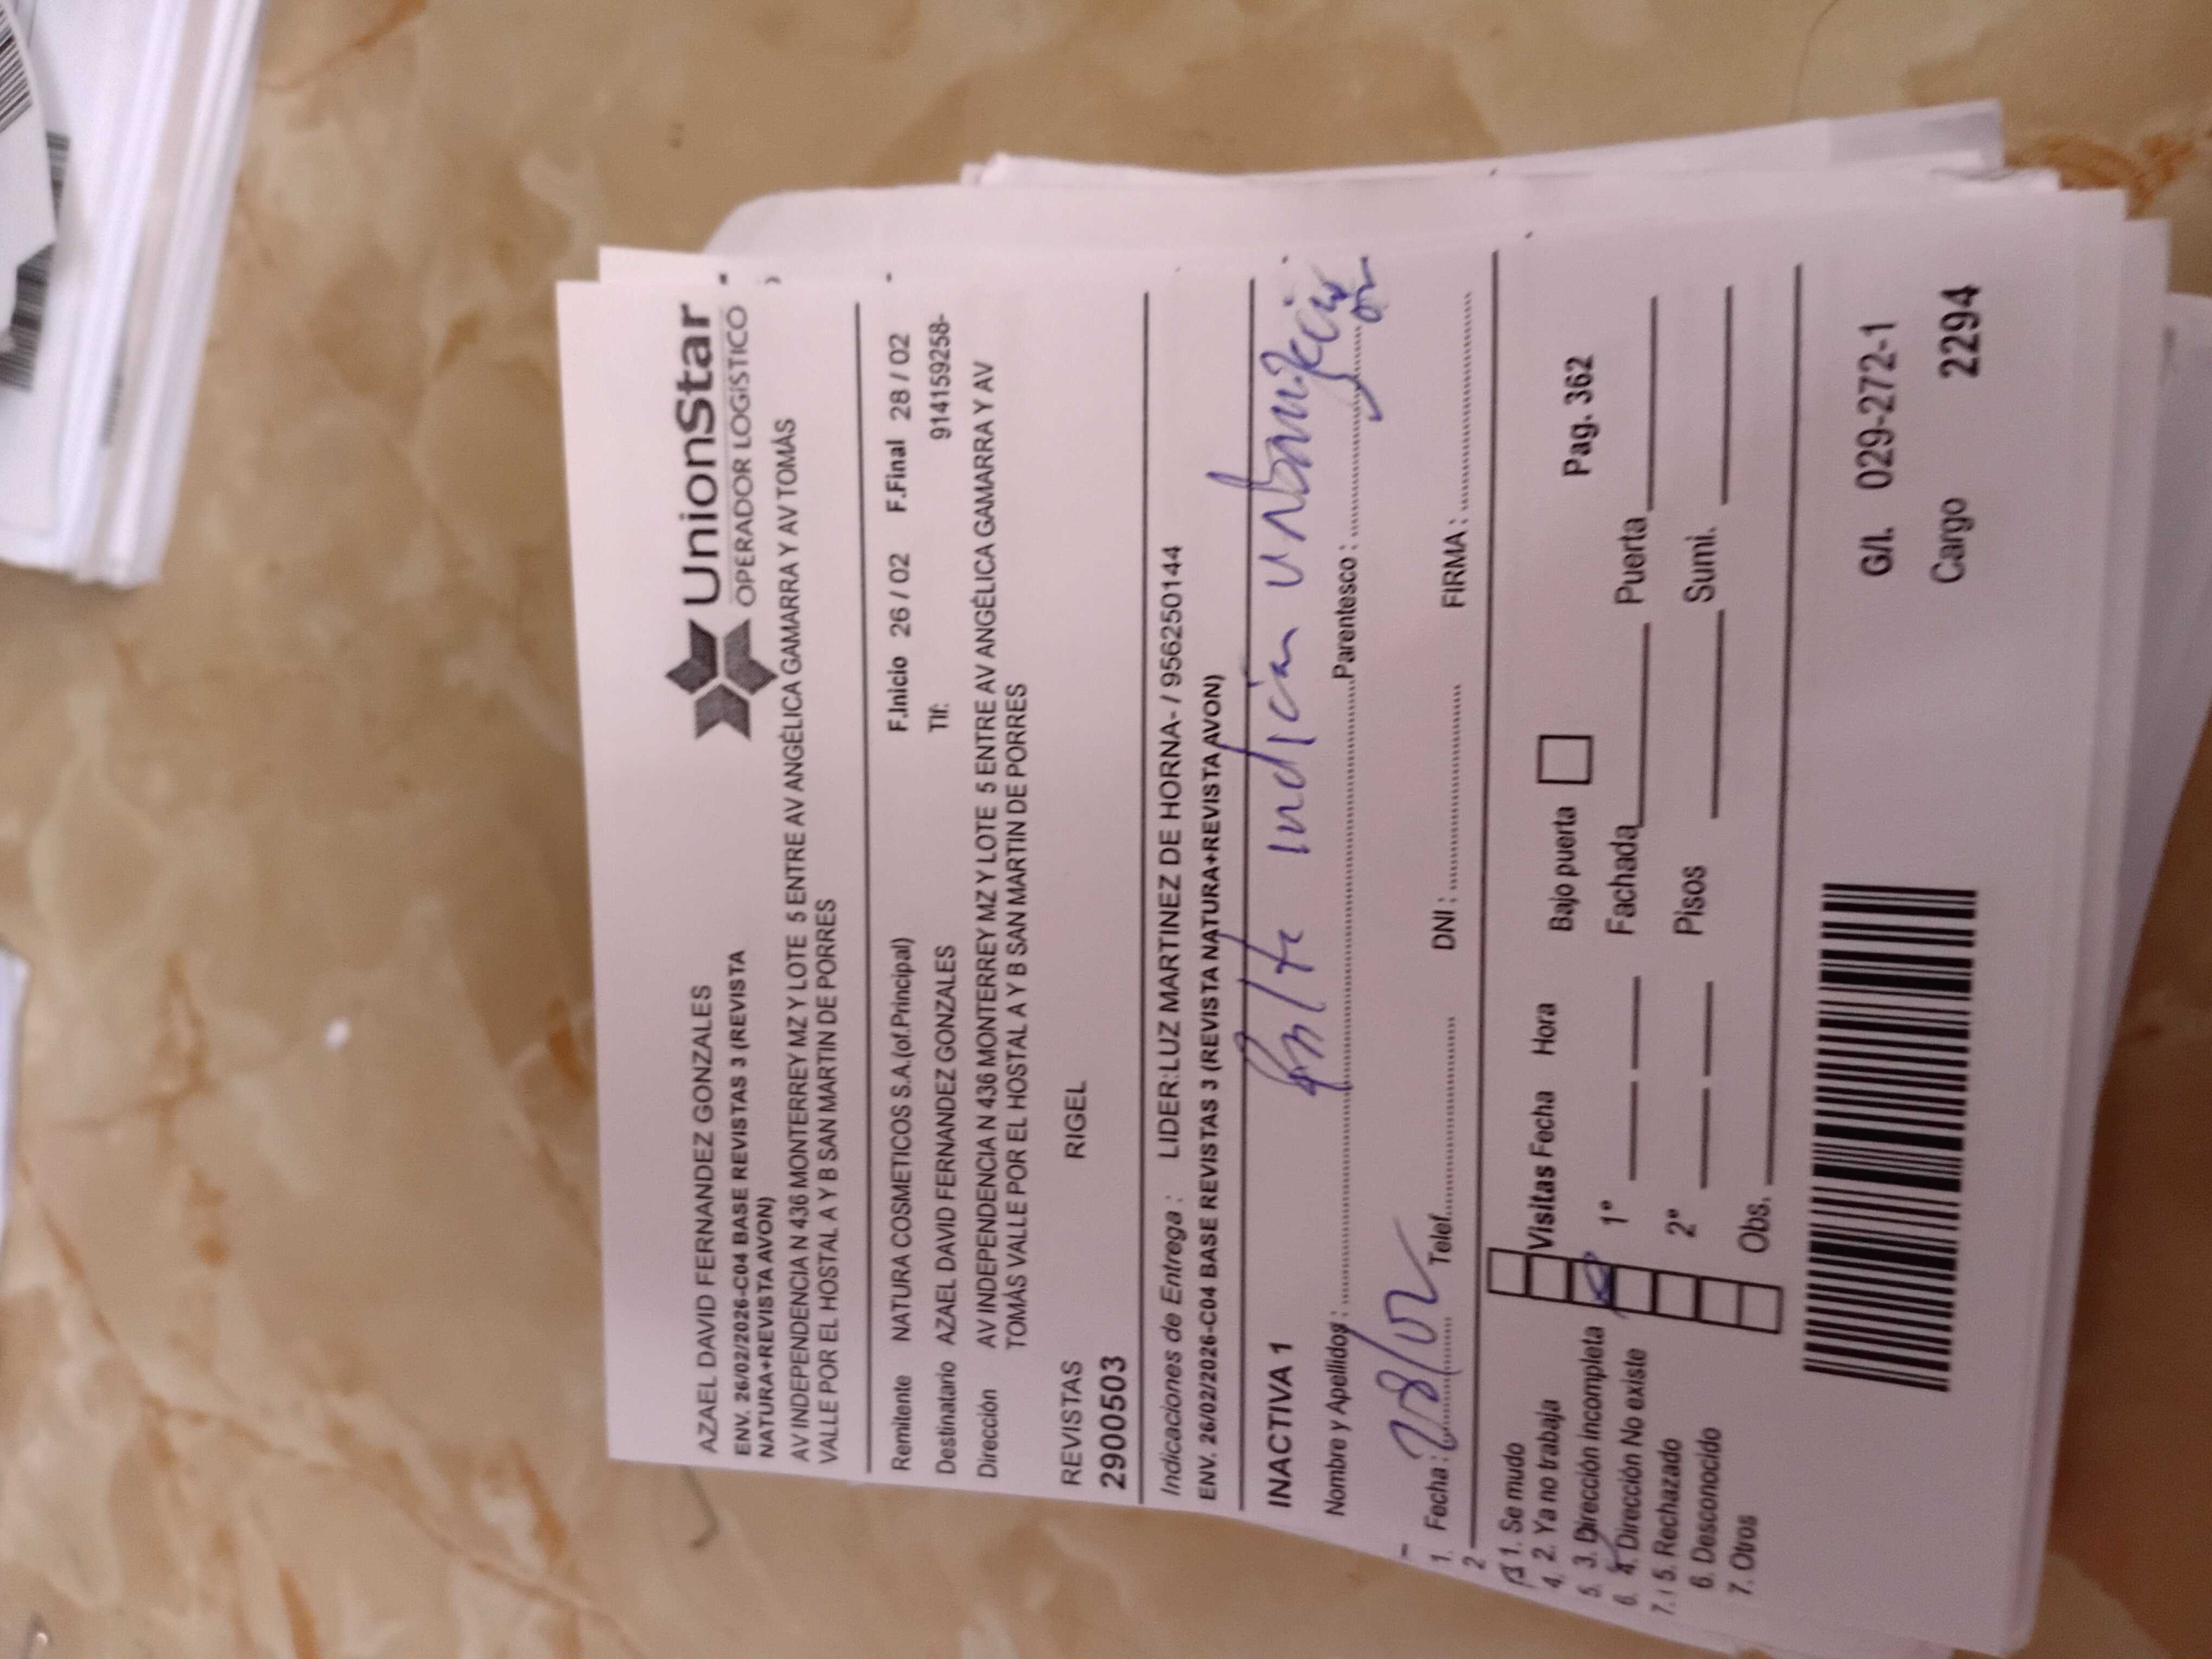 UnionStar
OPERADOR LOGÍSTICO
AZAEL DAVID FERNANDEZ GONZALES
ENV. 26/02/2026-C04 BASE REVISTAS 3 (REVISTA
NATURA+REVISTA AVON)
AV INDEPENDENCIA N 436 MONTERREY MZ Y LOTE 5 ENTRE AV ANGÉLICA GAMARRA Y AV TOMÁS
VALLE POR EL HOSTAL A Y B SAN MARTIN DE PORRES
Remitente NATURA COSMETICOS S.A.(of.Principal) F.Inicio 26 / 02 F.Final 28 / 02
Destinatario AZAEL DAVID FERNANDEZ GONZALES Tlf: 914159258-
Dirección AV INDEPENDENCIA N 436 MONTERREY MZ Y LOTE 5 ENTRE AV ANGÉLICA GAMARRA Y AV
TOMÁS VALLE POR EL HOSTAL A Y B SAN MARTIN DE PORRES
REVISTAS RIGEL
2900503
Indicaciones de Entrega : LIDER:LUZ MARTINEZ DE HORNA- / 956250144
ENV. 26/02/2026-C04 BASE REVISTAS 3 (REVISTA NATURA+REVISTA AVON)
INACTIVA 1
falta indicar urbanización
Nombre y Apellidos : Parentesco :
1. Fecha : 28/02 Telef. DNI : FIRMA :
2
1. Se mudo
4. 2. Ya no trabaja Visitas Fecha Hora Bajo puerta Pag. 362
5. 3. Dirección incompleta
6. 4. Dirección No existe 1º Fachada Puerta
7. 5. Rechazado
6. Desconocido 2º Pisos Sumi.
7. Otros Obs.
G/I. 029-272-1
Cargo 2294